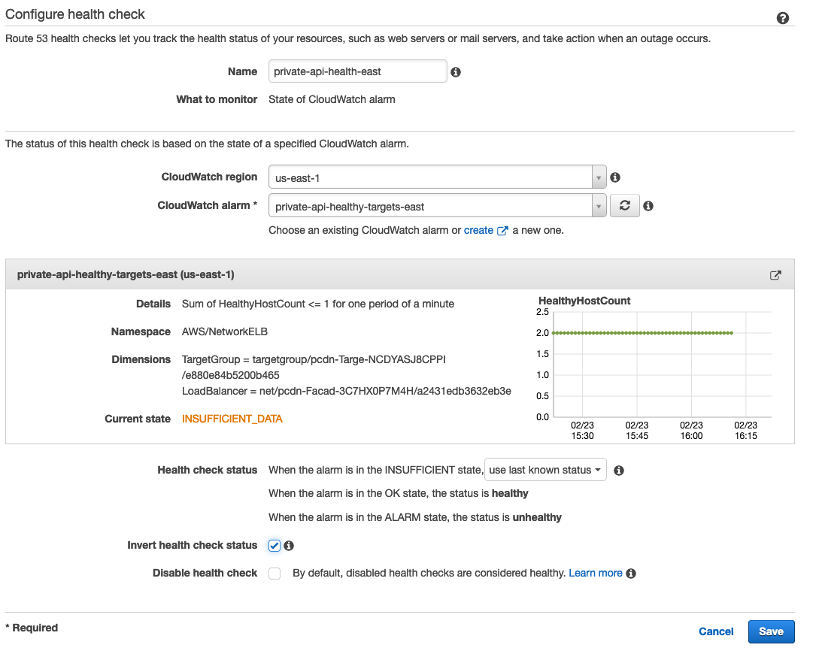 Configure health check
Route 53 health checks let you track the health status of your resources, such as web servers or mail servers, and take action when an outage occurs.
Name private-api-health-east
What to monitor State of CloudWatch alarm
The status of this health check is based on the state of a specified CloudWatch alarm.
CloudWatch region us-east-1
CloudWatch alarm * private-api-healthy-targets-east
Choose an existing CloudWatch alarm or create a new one.
private-api-healthy-targets-east (us-east-1)
Details Sum of HealthyHostCount <= 1 for one period of a minute
Namespace AWS/NetworkELB
Dimensions TargetGroup = targetgroup/pcdn-Targe-NCDYASJ8CPPI
/e880e84b5200b465
LoadBalancer = net/pcdn-Facad-3C7HX0P7M4H/a2431edb3632eb3e
Current state INSUFFICIENT_DATA
HealthyHostCount
2.5
2.0
1.5
1.0
0.5
0.0
02/23 02/23 02/23 02/23
15:30 15:45 16:00 16:15
Health check status When the alarm is in the INSUFFICIENT state, use last known status
When the alarm is in the OK state, the status is healthy
When the alarm is in the ALARM state, the status is unhealthy
Invert health check status
Disable health check By default, disabled health checks are considered healthy. Learn more
* Required
Cancel Save